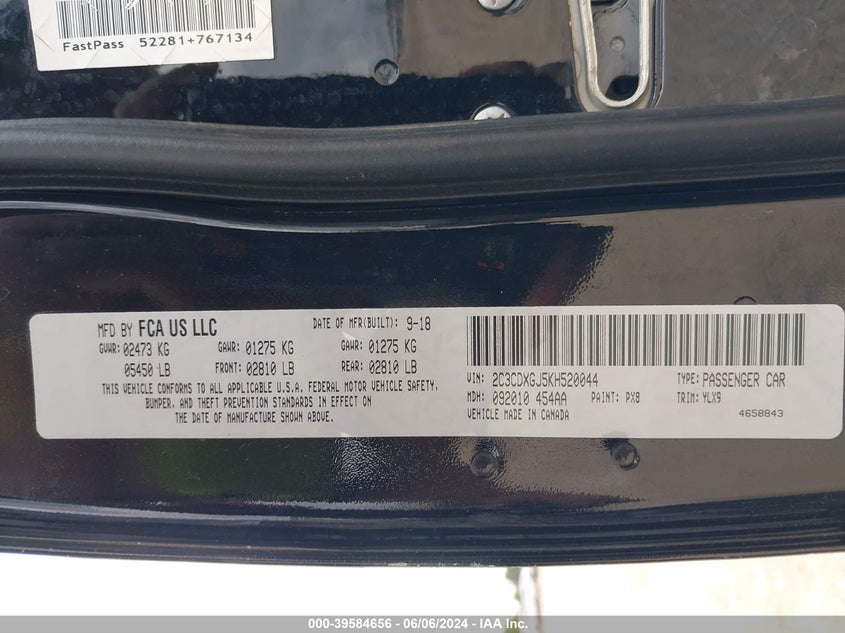 FastPass 52281+767134
MFD BY FCA US LLC DATE OF MFR(BUILT): 9-18
GVWR: 02473 KG GAWR: 01275 KG GAWR: 01275 KG
05450 LB FRONT: 02810 LB REAR: 02810 LB
THIS VEHICLE CONFORMS TO ALL APPLICABLE U.S.A. FEDERAL MOTOR VEHICLE SAFETY,
BUMPER, AND THEFT PREVENTION STANDARDS IN EFFECT ON
THE DATE OF MANUFACTURE SHOWN ABOVE.
VIN: 2C3CDXGJ5KH520044 TYPE: PASSENGER CAR
MDH: 092010 454AA PAINT: PX8 TRIM: YLX9
VEHICLE MADE IN CANADA 4658843
000-39584656 - 06/06/2024 - IAA Inc.